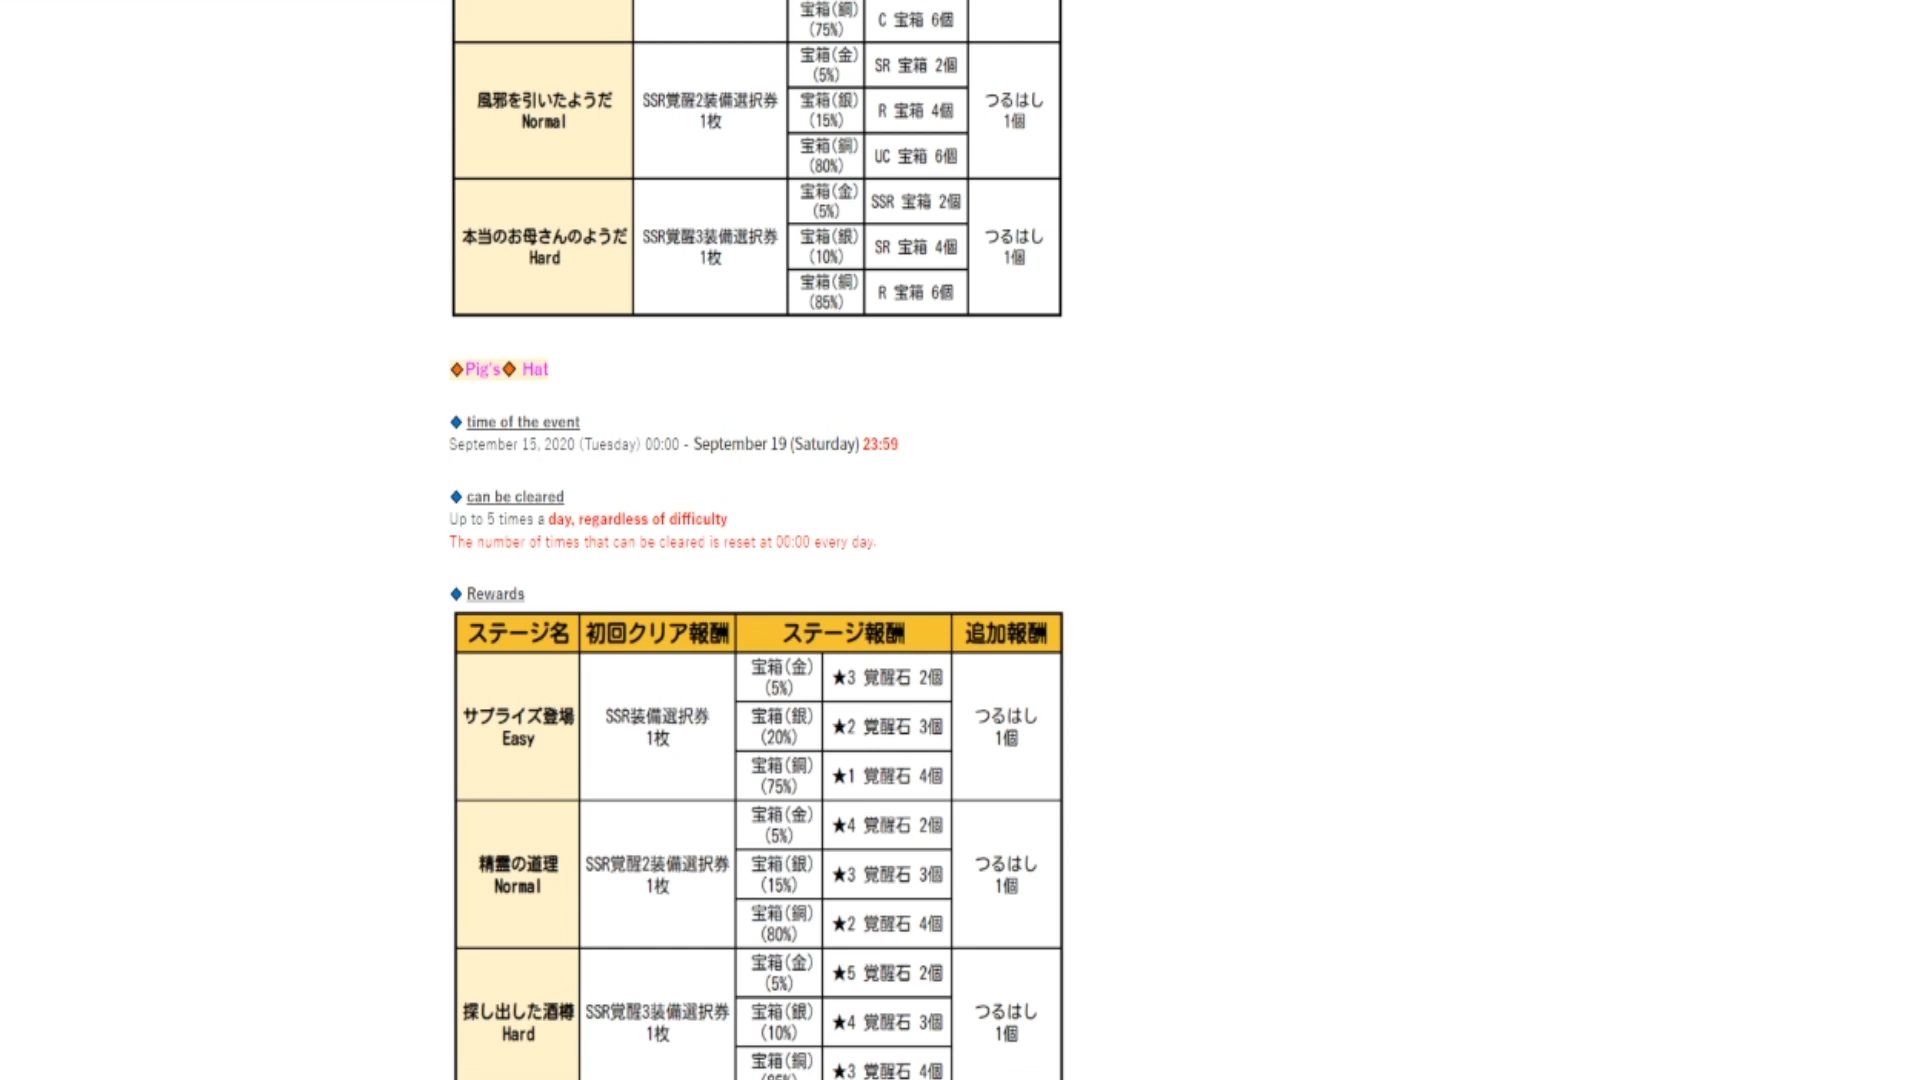 宝箱(銅)
(75%)
C 宝箱 6個
風邪を引いたようだ
Normal
SSR覚醒2装備選択券
1枚
宝箱(金)
(5%)
SR 宝箱 2個
宝箱(銀)
(15%)
R 宝箱 4個
宝箱(銅)
(80%)
UC 宝箱 6個
つるはし
1個
本当のお母さんのようだ
Hard
SSR覚醒3装備選択券
1枚
宝箱(金)
(5%)
SSR 宝箱 2個
宝箱(銀)
(10%)
SR 宝箱 4個
宝箱(銅)
(85%)
R 宝箱 6個
つるはし
1個
◆Pig's◆ Hat
◆ time of the event
September 15, 2020 (Tuesday) 00:00 - September 19 (Saturday) 23:59
◆ can be cleared
Up to 5 times a day, regardless of difficulty
The number of times that can be cleared is reset at 00:00 every day.
◆ Rewards
ステージ名 初回クリア報酬 ステージ報酬 追加報酬
サプライズ登場
Easy
SSR装備選択券
1枚
宝箱(金)
(5%)
★3 覚醒石 2個
宝箱(銀)
(20%)
★2 覚醒石 3個
宝箱(銅)
(75%)
★1 覚醒石 4個
つるはし
1個
精霊の道理
Normal
SSR覚醒2装備選択券
1枚
宝箱(金)
(5%)
★4 覚醒石 2個
宝箱(銀)
(15%)
★3 覚醒石 3個
宝箱(銅)
(80%)
★2 覚醒石 4個
つるはし
1個
探し出した酒樽
Hard
SSR覚醒3装備選択券
1枚
宝箱(金)
(5%)
★5 覚醒石 2個
宝箱(銀)
(10%)
★4 覚醒石 3個
宝箱(銅)
(85%)
★3 覚醒石 4個
つるはし
1個